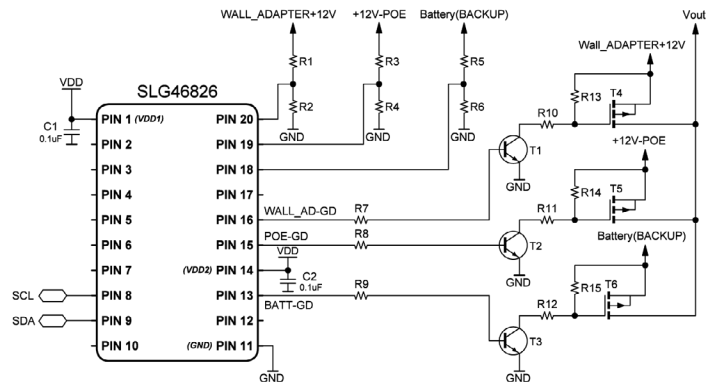 WALL_ADAPTER+12V
+12V-POE
Battery(BACKUP)
Vout
R1
R3
R5
Wall_ADAPTER+12V
VDD
SLG46826
R2
R4
R6
R13
T4
C1
0.1uF
PIN 1 (VDD1)
PIN 20
GND
GND
GND
R10
PIN 2
PIN 19
T1
+12V-POE
PIN 3
PIN 18
GND
PIN 4
PIN 17
R14
T5
PIN 5
PIN 16
WALL_AD-GD
R7
R11
PIN 6
PIN 15
POE-GD
R8
T2
Battery(BACKUP)
PIN 7
(VDD2) PIN 14
VDD
C2
0.1uF
GND
GND
SCL
PIN 8
PIN 13
BATT-GD
R9
R15
T6
R12
SDA
PIN 9
PIN 12
T3
PIN 10
(GND) PIN 11
GND
GND